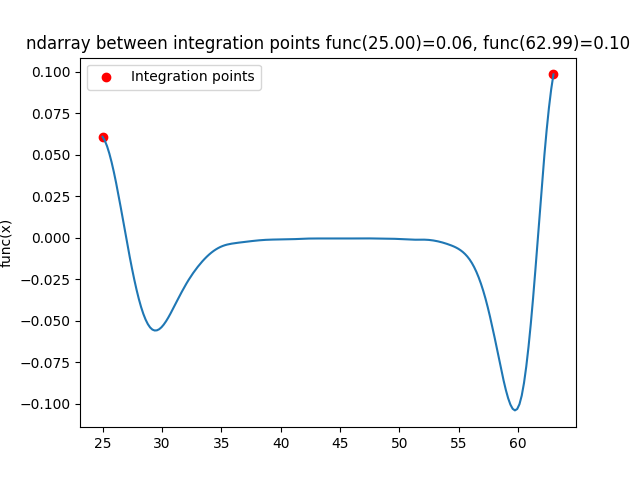 ndarray between integration points func(25.00)=0.06, func(62.99)=0.10
Integration points
func(x)
0.100
0.075
0.050
0.025
0.000
−0.025
−0.050
−0.075
−0.100
25 30 35 40 45 50 55 60